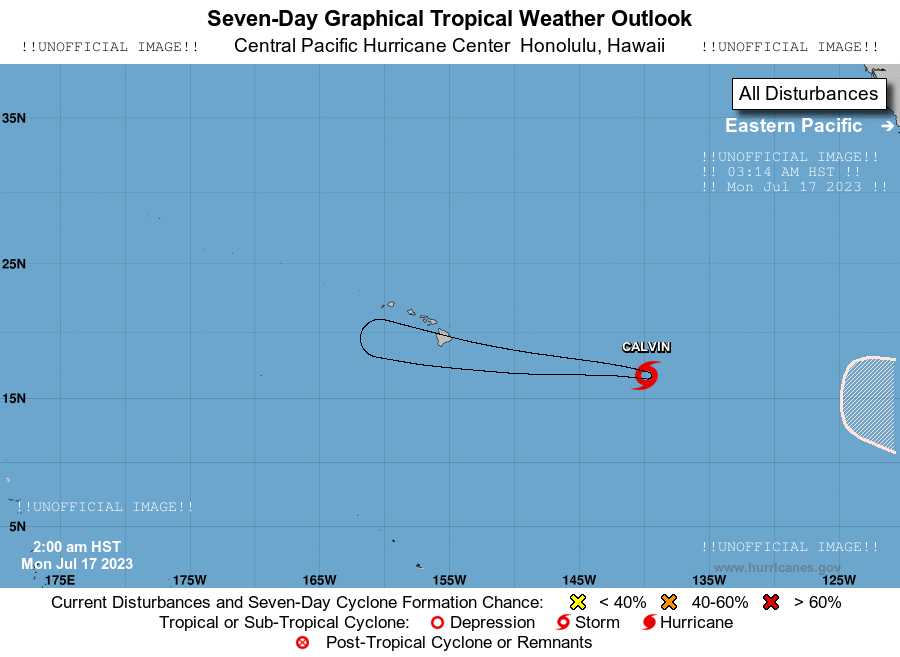 Seven-Day Graphical Tropical Weather Outlook
!!UNOFFICIAL IMAGE!! Central Pacific Hurricane Center Honolulu, Hawaii !!UNOFFICIAL IMAGE!!
All Disturbances
35N
Eastern Pacific →
!!UNOFFICIAL IMAGE!!
!! 03:14 AM HST !!
!! Mon Jul 17 2023 !!
25N
CALVIN
15N
!!UNOFFICIAL IMAGE!!
5N
2:00 am HST
Mon Jul 17 2023
!!UNOFFICIAL IMAGE!!
www.hurricanes.gov
175E 175W 165W 155W 145W 135W 125W
Current Disturbances and Seven-Day Cyclone Formation Chance: < 40% 40-60% > 60%
Tropical or Sub-Tropical Cyclone: Depression Storm Hurricane
Post-Tropical Cyclone or Remnants